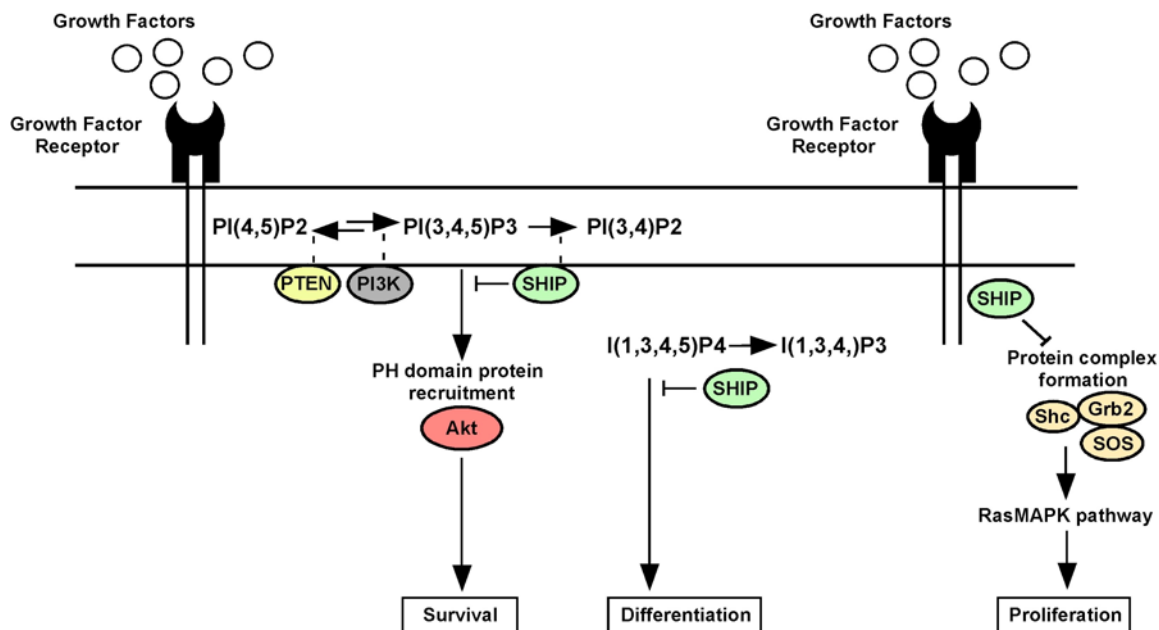 Growth Factors
Growth Factors
Growth Factor
Receptor
Growth Factor
Receptor
PI(4,5)P2
PI(3,4,5)P3
PI(3,4)P2
PTEN
PI3K
SHIP
SHIP
I(1,3,4,5)P4
I(1,3,4,)P3
PH domain protein
recruitment
SHIP
Protein complex
formation
Akt
Shc
Grb2
SOS
RasMAPK pathway
Survival
Differentiation
Proliferation